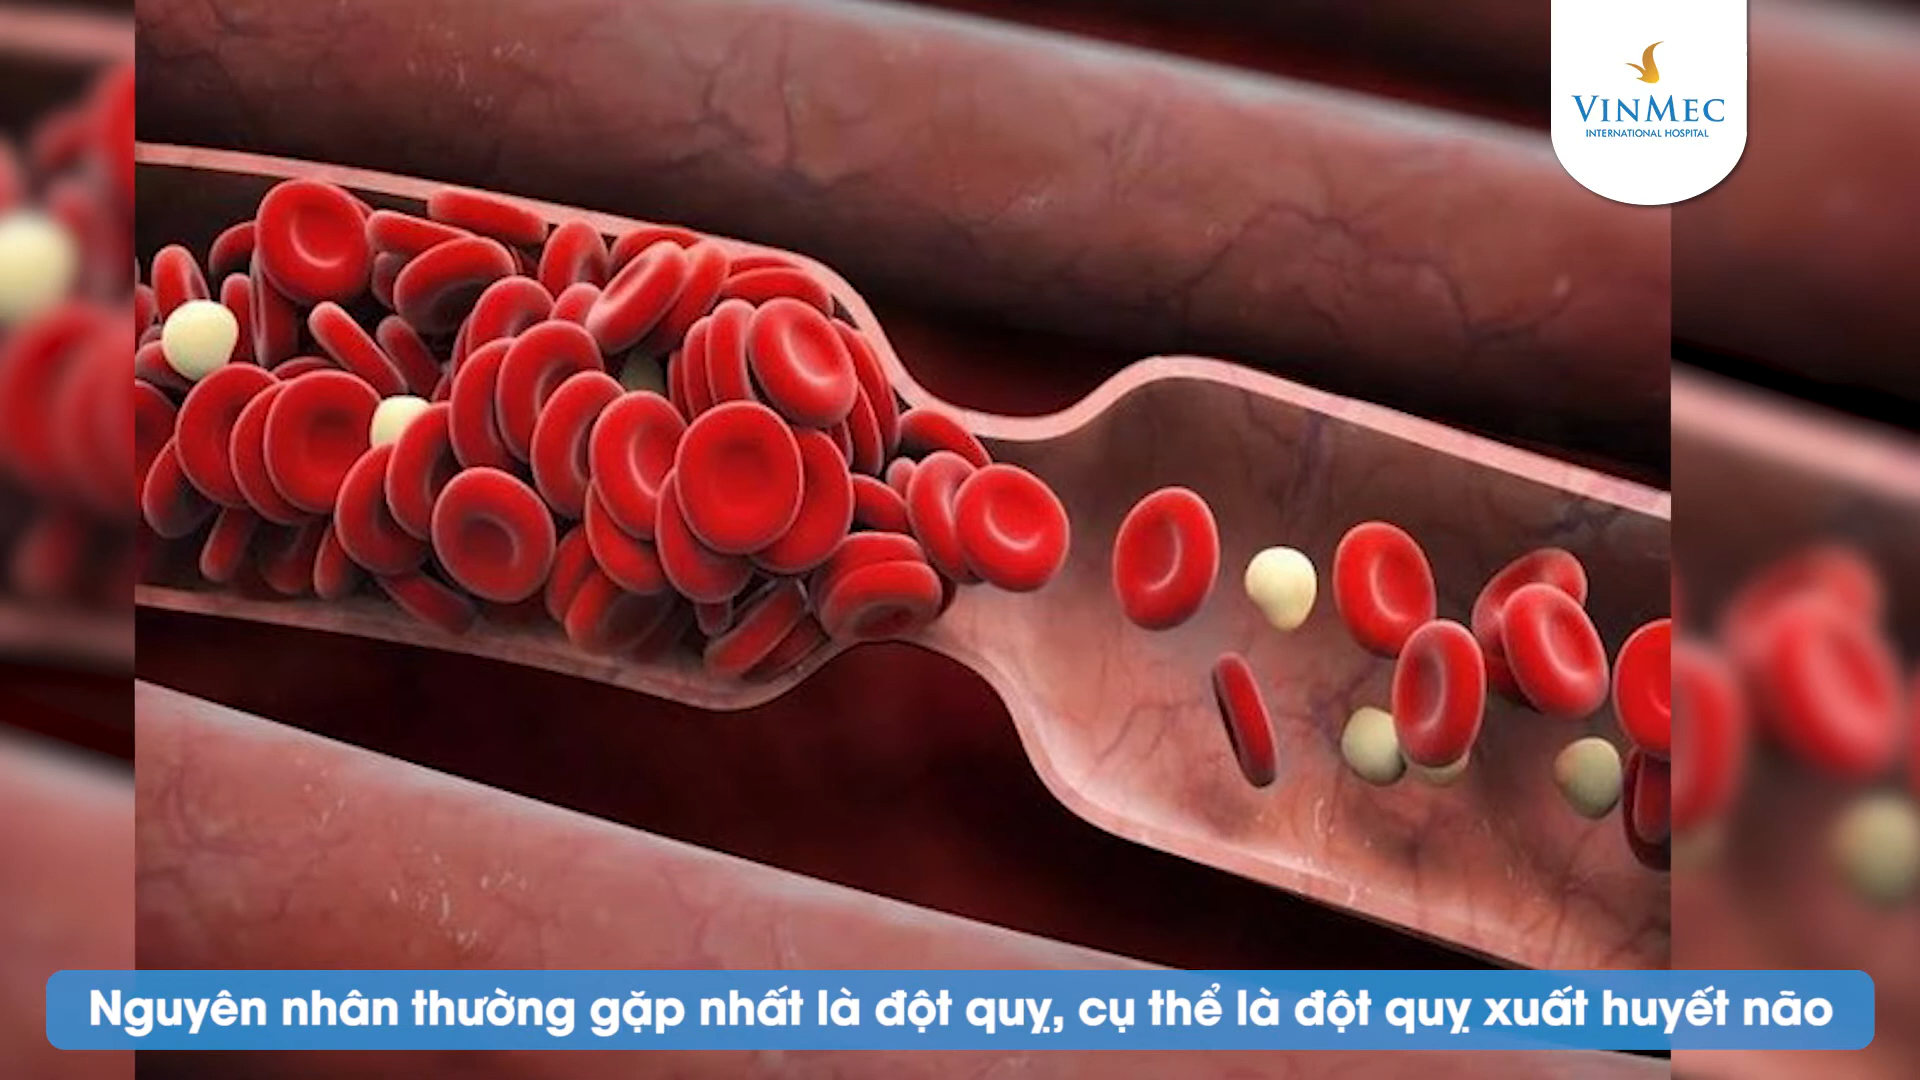 VINMEC
INTERNATIONAL HOSPITAL
Nguyên nhân thường gặp nhất là đột quỵ, cụ thể là đột quỵ xuất huyết não